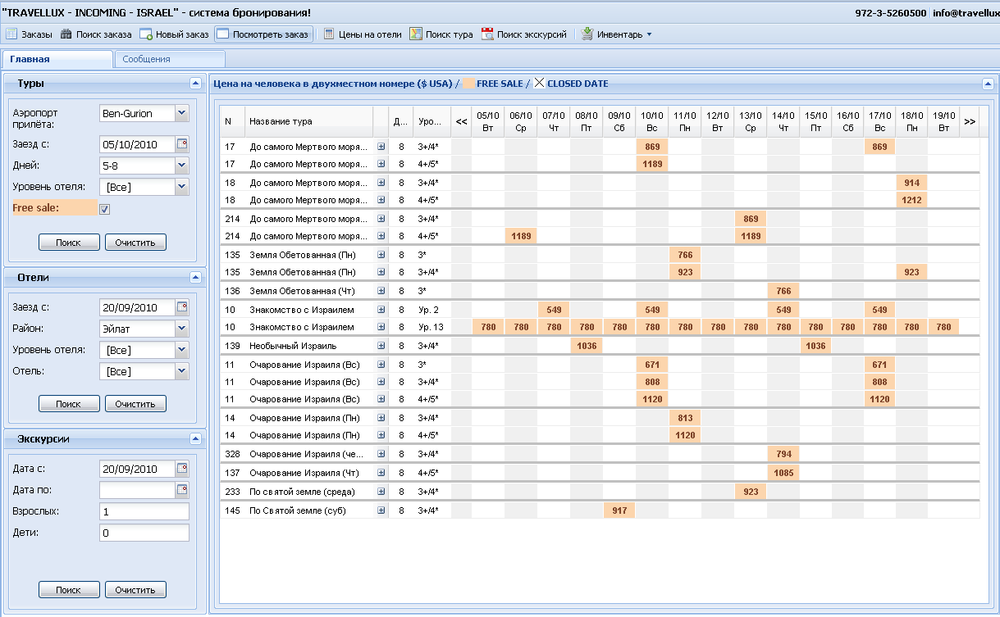 "TRAVELLUX - INCOMING - ISRAEL" - система бронирования! 972-3-5260500 info@travellux
Заказы Поиск заказа Новый заказ Посмотреть заказ Цены на отели Поиск тура Поиск экскурсий Инвентарь
Главная Сообщения
Туры
Аэропорт прилёта: Ben-Gurion
Заезд с: 05/10/2010
Дней: 5-8
Уровень отеля: [Все]
Free sale:
Поиск Очистить
Отели
Заезд с: 20/09/2010
Район: Эйлат
Уровень отеля: [Все]
Отель: [Все]
Поиск Очистить
Экскурсии
Дата с: 20/09/2010
Дата по:
Взрослых: 1
Дети: 0
Поиск Очистить
Цена на человека в двухместном номере ($ USA) / FREE SALE / CLOSED DATE
N Название тура Д... Уро... << 05/10 Вт 06/10 Ср 07/10 Чт 08/10 Пт 09/10 Сб 10/10 Вс 11/10 Пн 12/10 Вт 13/10 Ср 14/10 Чт 15/10 Пт 16/10 Сб 17/10 Вс 18/10 Пн 19/10 Вт >>
17 До самого Мертвого моря... 8 3+/4* 869 869
17 До самого Мертвого моря... 8 4+/5* 1189
18 До самого Мертвого моря... 8 3+/4* 914
18 До самого Мертвого моря... 8 4+/5* 1212
214 До самого Мертвого моря... 8 3+/4* 869
214 До самого Мертвого моря... 8 4+/5* 1189 1189
135 Земля Обетованная (Пн) 8 3* 766
135 Земля Обетованная (Пн) 8 3+/4* 923 923
136 Земля Обетованная (Чт) 8 3* 766
10 Знакомство с Израилем 8 Ур. 2 549 549 549 549
10 Знакомство с Израилем 8 Ур. 13 780 780 780 780 780 780 780 780 780 780 780 780 780 780 780
139 Необычный Израиль 8 3+/4* 1036 1036
11 Очарование Израиля (Вс) 8 3* 671 671
11 Очарование Израиля (Вс) 8 3+/4* 808 808
11 Очарование Израиля (Вс) 8 4+/5* 1120 1120
14 Очарование Израиля (Пн) 8 3+/4* 813
14 Очарование Израиля (Пн) 8 4+/5* 1120
328 Очарование Израиля (че... 8 3+/4* 794
137 Очарование Израиля (Чт) 8 4+/5* 1085
233 По святой земле (среда) 8 3+/4* 923
145 По Святой земле (суб) 8 3+/4* 917